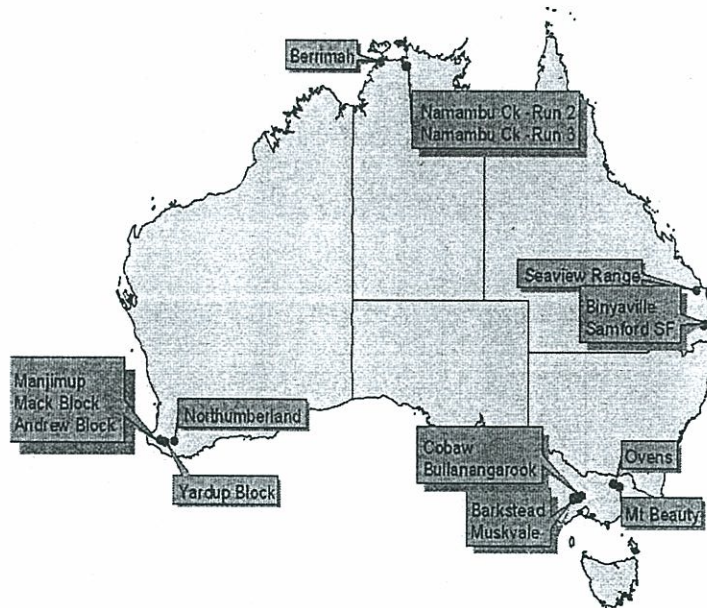 Berrimah
Namambu Ck -Run 2
Namambu Ck -Run 3
Seaview Range
Binyaville
Samford SF
Manjimup
Mack Block
Andrew Block
Northumberland
Yardup Block
Cobaw
Bullanangarook
Ovens
Barkstead
Muskvale
Mt Beauty